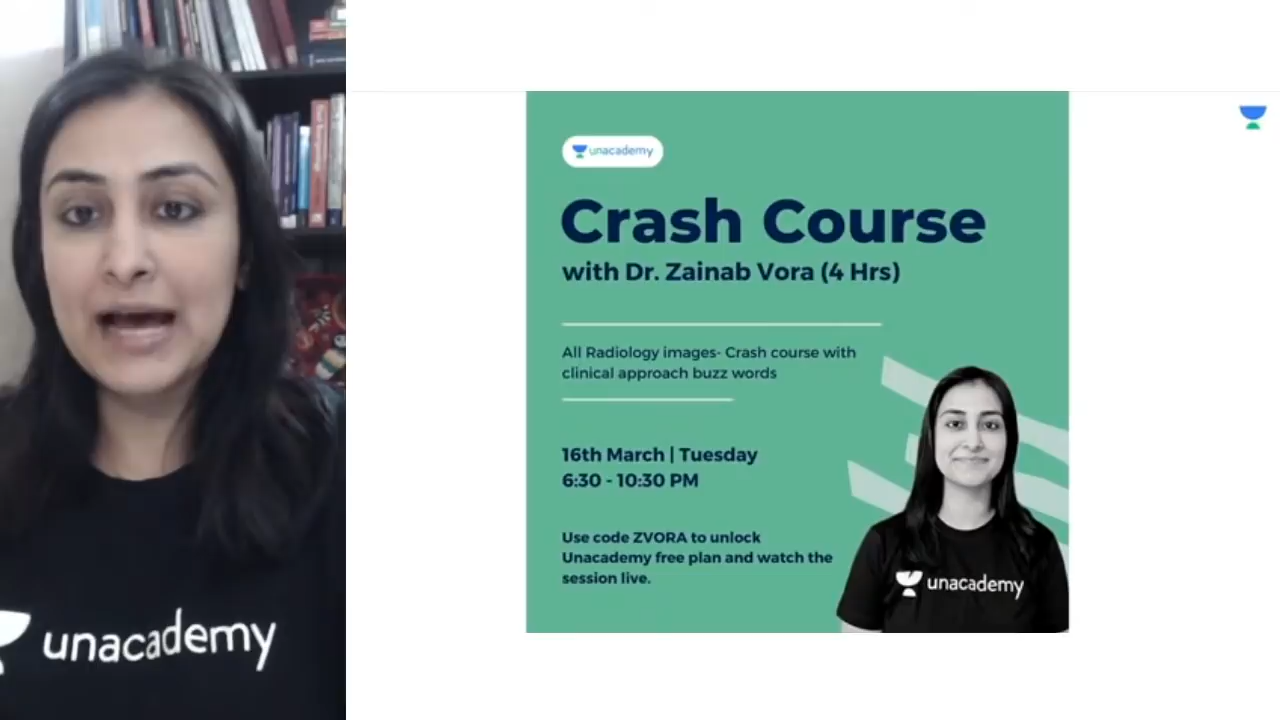 unacademy
unacademy
Crash Course
with Dr. Zainab Vora (4 Hrs)
All Radiology images- Crash course with
clinical approach buzz words
16th March | Tuesday
6:30 - 10:30 PM
Use code ZVORA to unlock
Unacademy free plan and watch the
session live.
unacademy